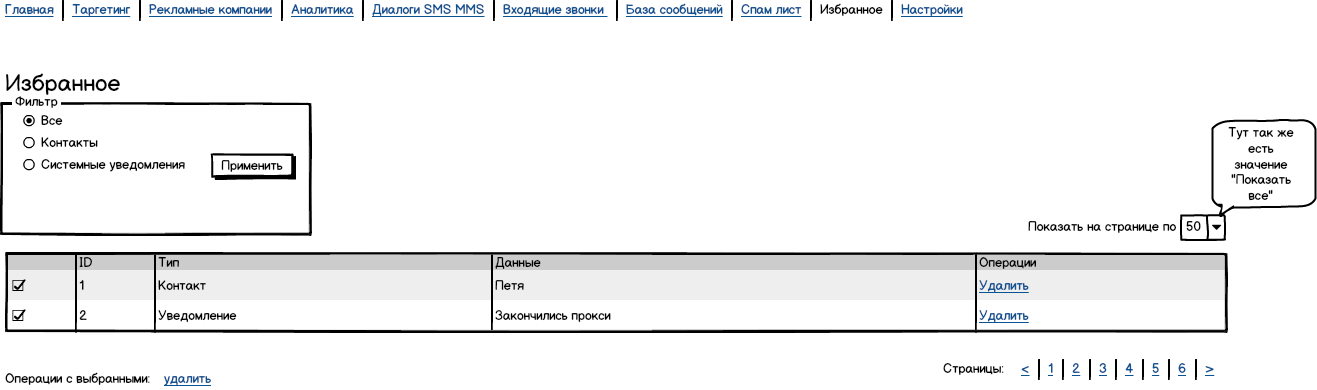 Главная Таргетинг Рекламные компании Аналитика Диалоги SMS MMS Входящие звонки База сообщений Спам лист Избранное Настройки
Избранное
Фильтр
Все
Контакты
Системные уведомления Применить
Тут так же
есть
значение
"Показать
все"
Показать на странице по 50
ID Тип Данные Операции
1 Контакт Петя Удалить
2 Уведомление Закончились прокси Удалить
Страницы: < 1 2 3 4 5 6 >
Операции с выбранными: удалить